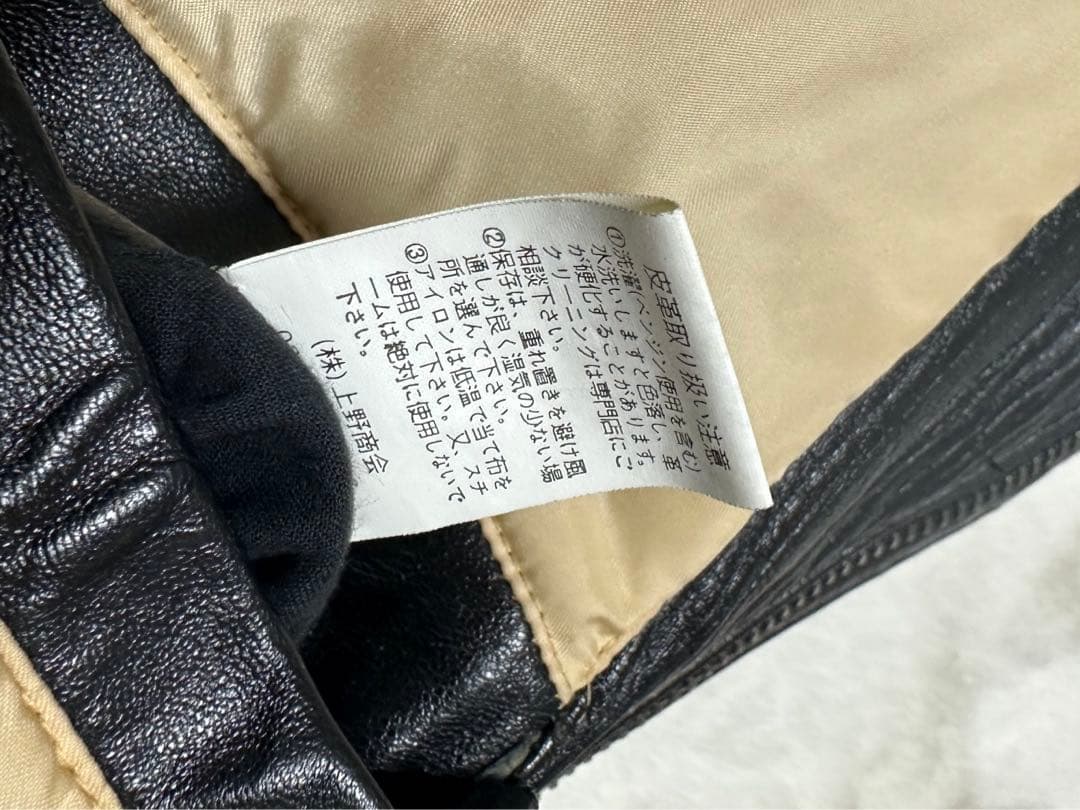 皮革取り扱い注意
①洗濯(ベンジン使用を含む)
水洗いしますと色落し、革
が硬化することがあります。
クリーニングは専門店にご
相談下さい。
②保存は、重れ置きを避け風
通しが良く湿気の少ない場
所を選んで下さい。
③アイロンは低温で当て布を
使用して下さい。又、スチ
ームは絶対に使用しないで
下さい。
(株)上野商会